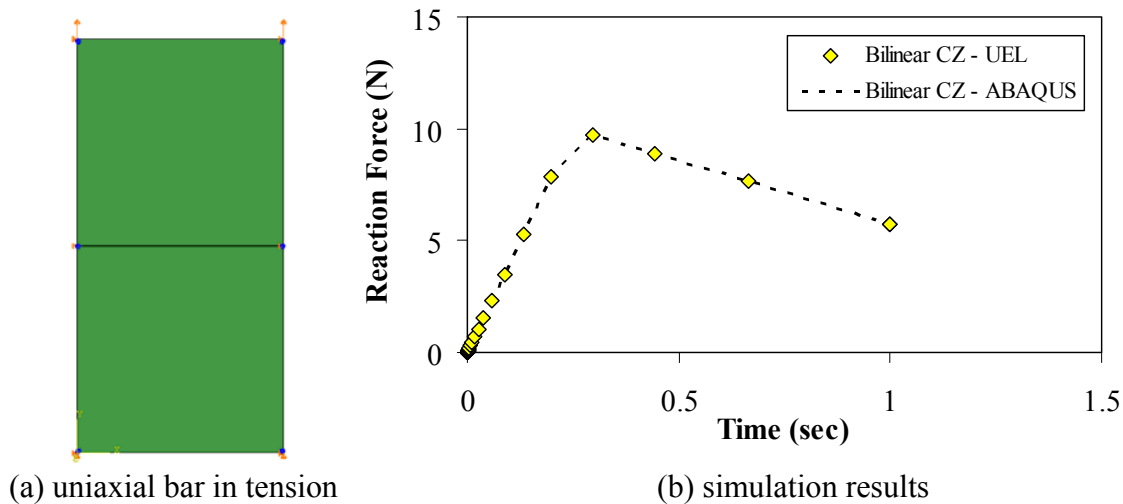 15
10
5
0
Reaction Force (N)
Bilinear CZ - UEL
Bilinear CZ - ABAQUS
0
0.5
1
1.5
Time (sec)
Y
X
(a) uniaxial bar in tension
(b) simulation results